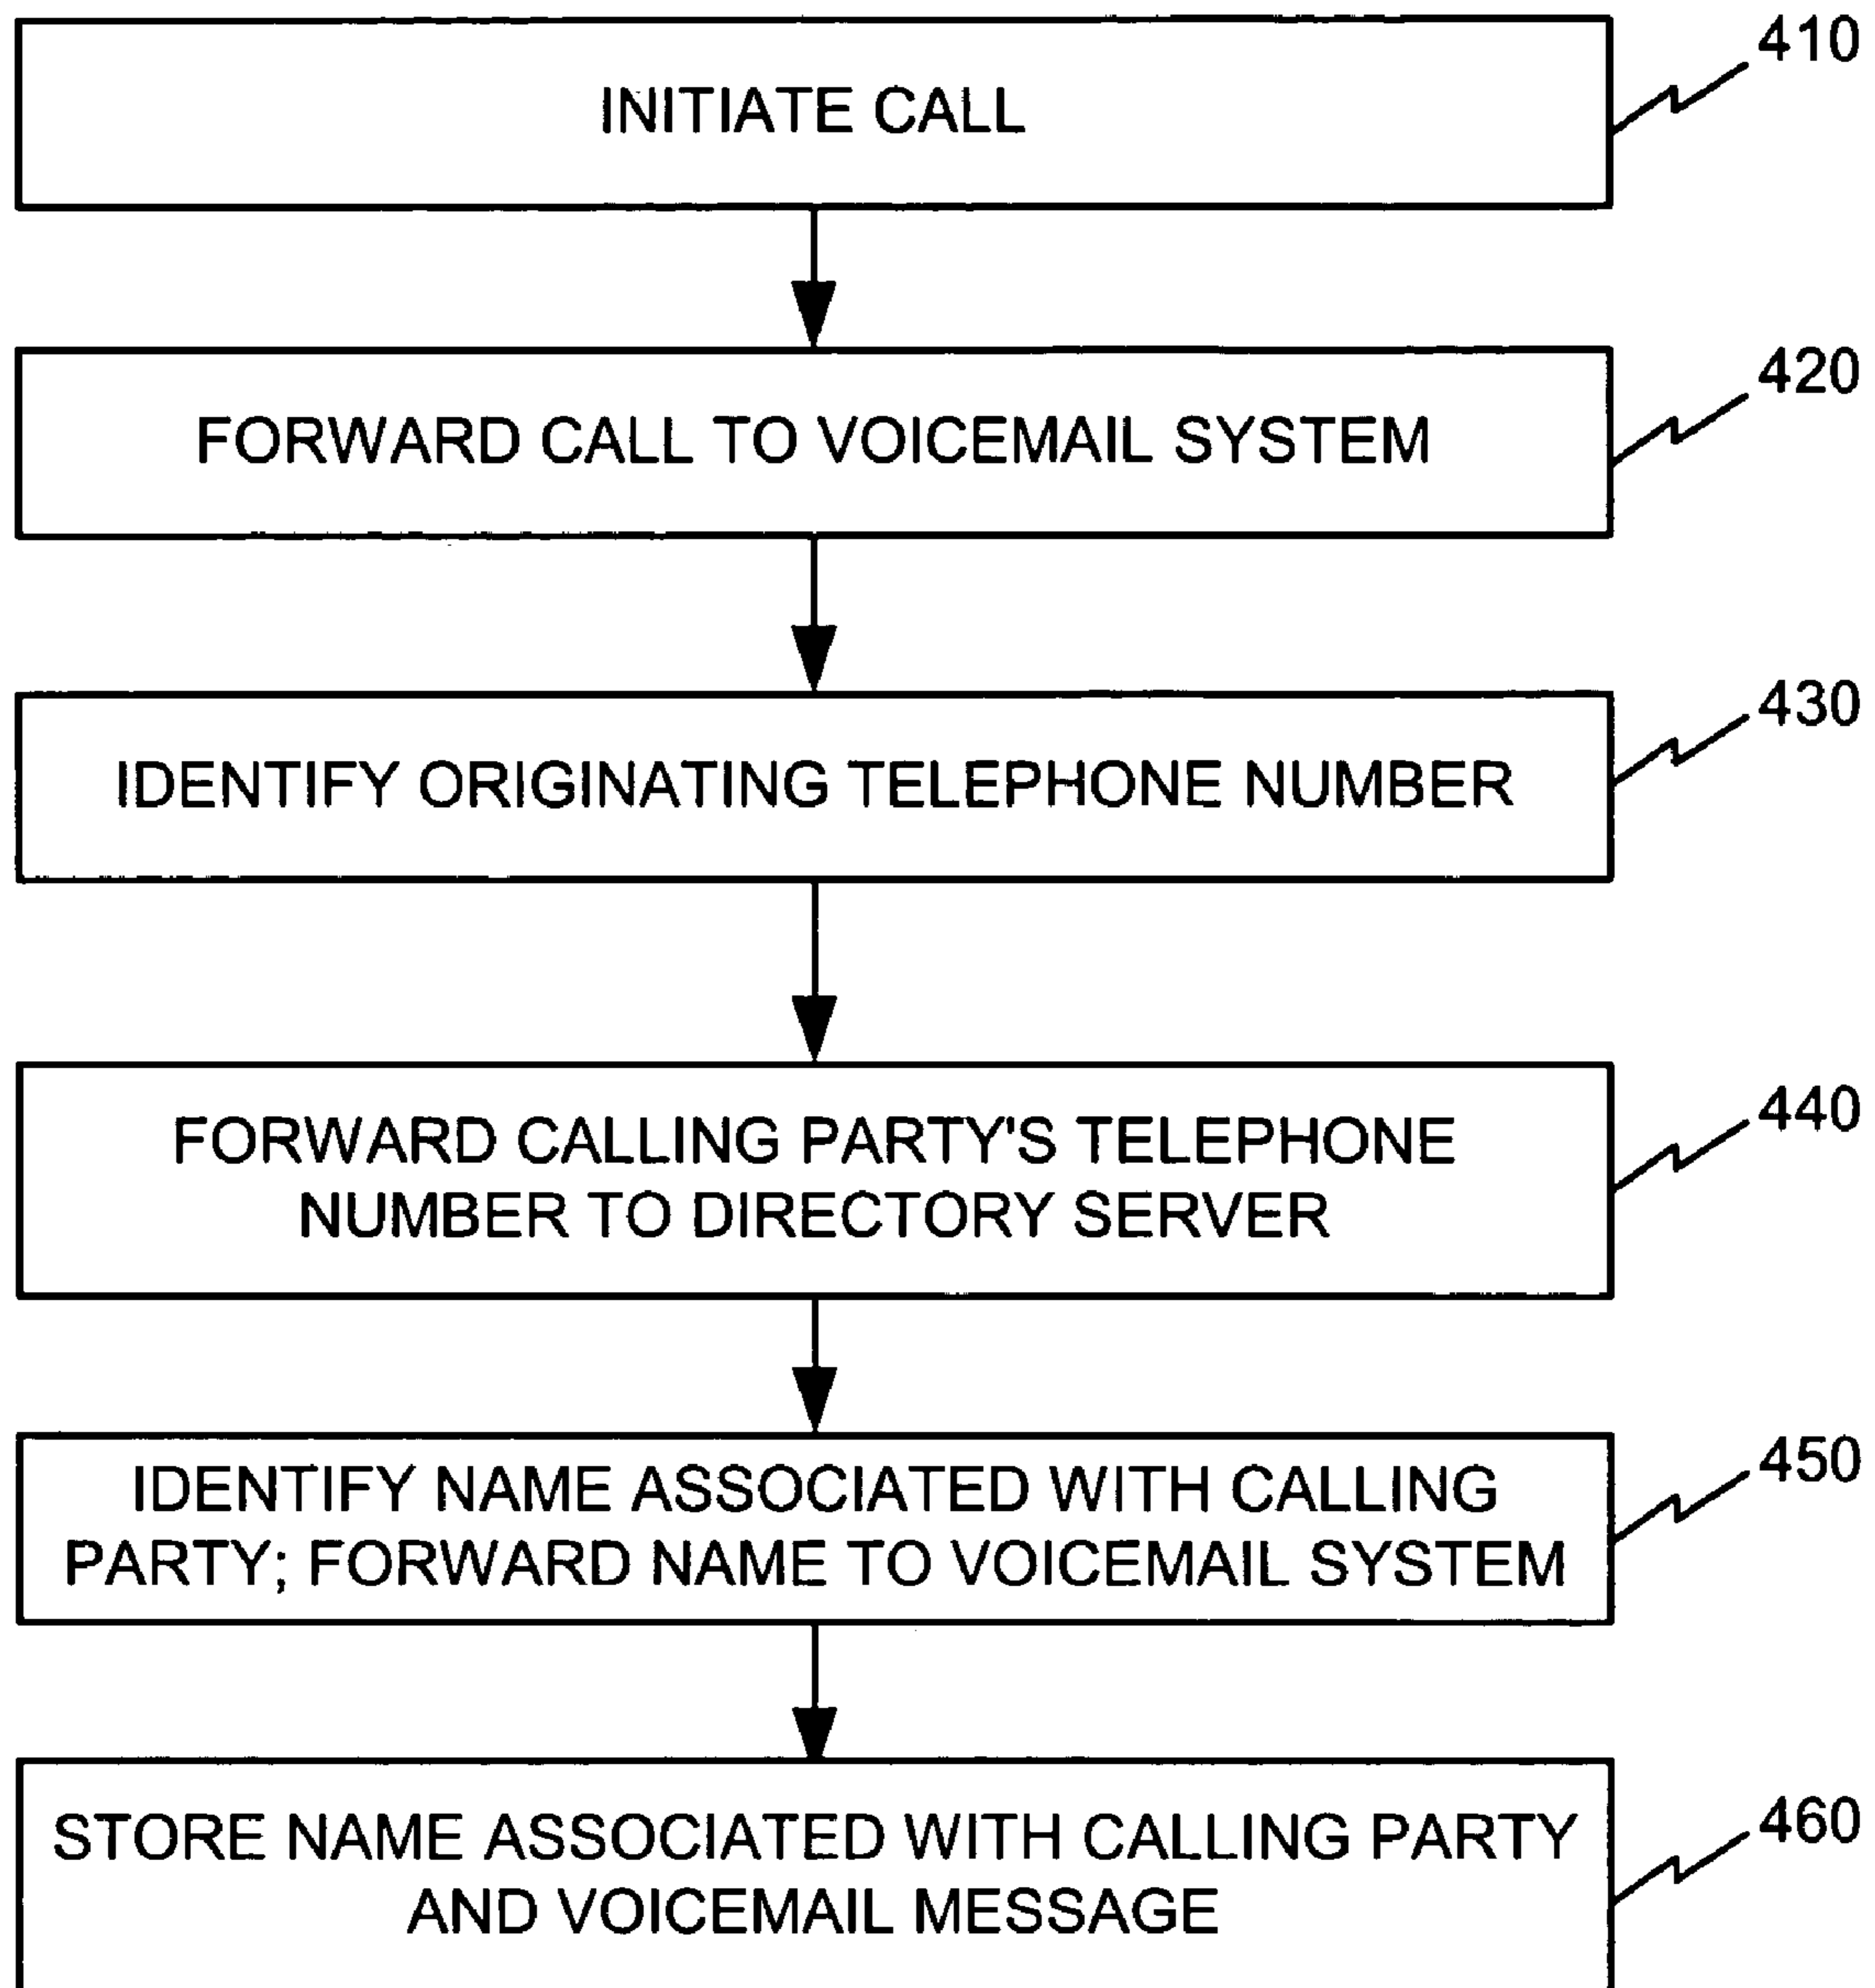 410
INITIATE CALL
420
FORWARD CALL TO VOICEMAIL SYSTEM
430
IDENTIFY ORIGINATING TELEPHONE NUMBER
440
FORWARD CALLING PARTY'S TELEPHONE
NUMBER TO DIRECTORY SERVER
450
IDENTIFY NAME ASSOCIATED WITH CALLING
PARTY; FORWARD NAME TO VOICEMAIL SYSTEM
460
STORE NAME ASSOCIATED WITH CALLING PARTY
AND VOICEMAIL MESSAGE